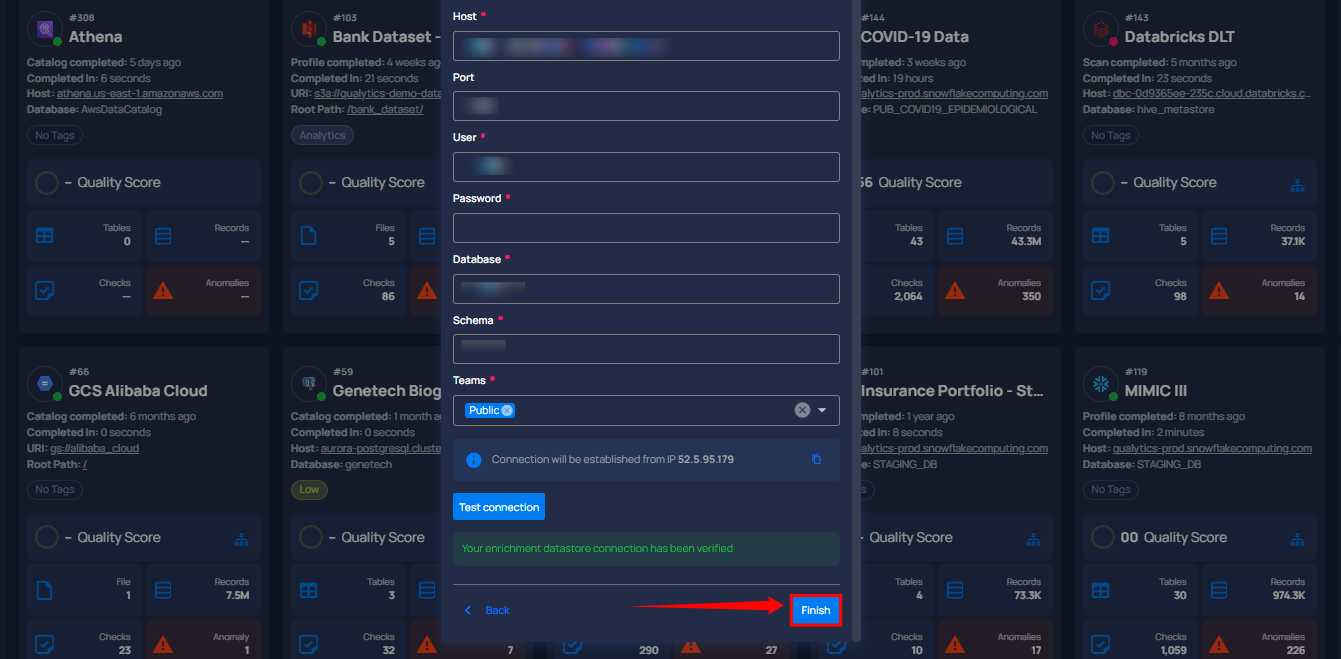 #308
Athena
Catalog completed: 5 days ago
Completed In: 6 seconds
Host: athena.us-east-1.amazonaws.com
Database: AwsDataCatalog
No Tags
– Quality Score
Tables
0
Records
--
Checks
--
Anomalies
--
#103
Bank Dataset -
Profile completed: 4 weeks ag
Completed In: 21 seconds
URI: s3a://qualytics-demo-data
Root Path: /bank_dataset/
Analytics
– Quality Score
Files
5
Checks
86
Host *
Port
User *
Password *
Database *
Schema *
Teams *
Public
Connection will be established from IP 52.5.95.179
Test connection
Your enrichment datastore connection has been verified
Back
Finish
#144
COVID-19 Data
ompleted: 3 weeks ago
ed In: 19 hours
alytics-prod.snowflakecomputing.com
e: PUB_COVID19_EPIDEMIOLOGICAL
56 Quality Score
Tables
43
Records
43.3M
Checks
2,064
Anomalies
350
#143
Databricks DLT
Scan completed: 5 months ago
Completed In: 23 seconds
Host: dbc-0d9365ee-235c.cloud.databricks.c...
Database: hive_metastore
No Tags
– Quality Score
Tables
5
Records
37.1K
Checks
98
Anomalies
14
#66
GCS Alibaba Cloud
Catalog completed: 6 months ago
Completed In: 0 seconds
URI: gs://alibaba_cloud
Root Path: /
No Tags
– Quality Score
File
1
Records
7.5M
Checks
23
Anomaly
1
#59
Genetech Biog
Catalog completed: 1 month a
Completed In: 0 seconds
Host: aurora-postgresql.cluste
Database: genetech
Low
– Quality Score
Tables
3
Checks
32
7
290
27
#101
Insurance Portfolio - St...
mpleted: 1 year ago
ed In: 8 seconds
alytics-prod.snowflakecomputing.com
e: STAGING_DB
s
- Quality Score
Tables
4
Records
73.3K
Checks
10
Anomalies
17
#119
MIMIC III
Profile completed: 8 months ago
Completed In: 2 minutes
Host: qualytics-prod.snowflakecomputing.com
Database: STAGING_DB
No Tags
00 Quality Score
Tables
30
Records
974.3K
Checks
1,059
Anomalies
226